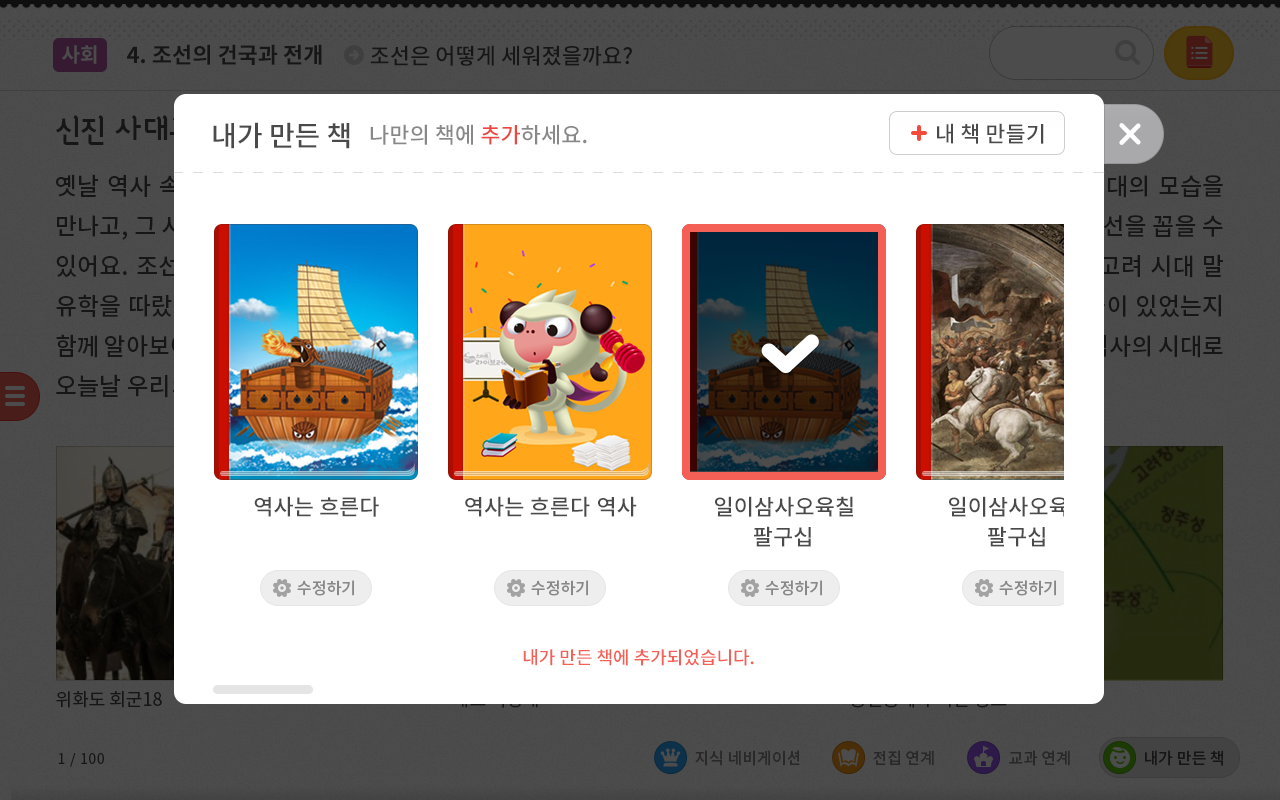 사회 4. 조선의 건국과 전개 조선은 어떻게 세워졌을까요?
신진 사대
내가 만든 책 나만의 책에 추가하세요.
+ 내 책 만들기
옛날 역사
대의 모습을
만나고, 그
선을 꼽을 수
있어요. 조선
고려 시대 말
유학을 따랐
이 있었는지
함께 알아보
사의 시대로
오늘날 우리
역사는 흐른다
역사는 흐른다 역사
일이삼사오육칠
팔구십
일이삼사오육
팔구십
수정하기
수정하기
수정하기
수정하기
청주성
내가 만든 책에 추가되었습니다.
위화도 회군18
1 / 100
지식 네비게이션
전집 연계
교과 연계
내가 만든 책